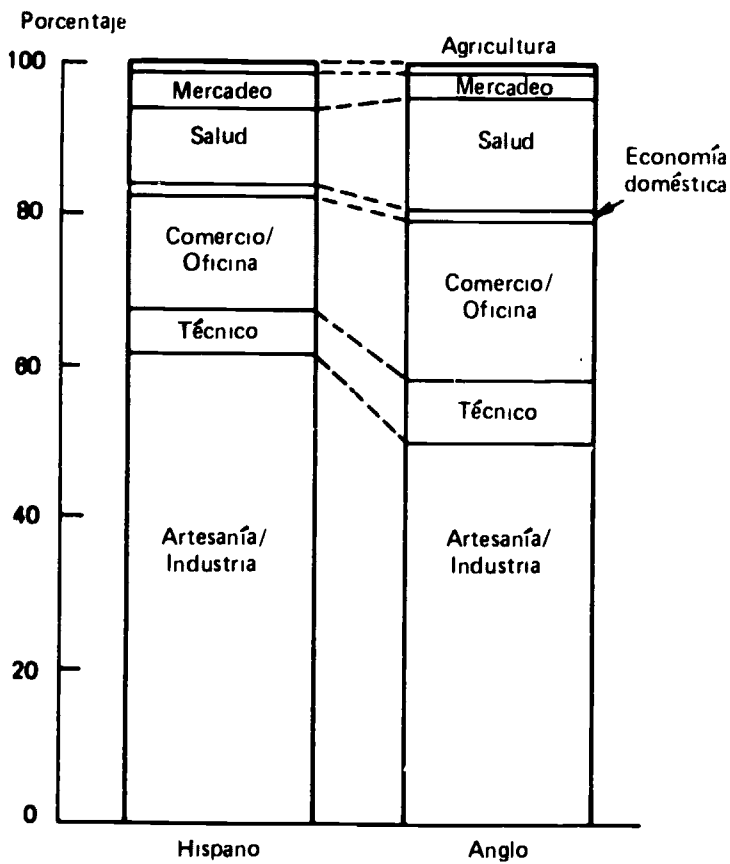 Porcentaje
100
80
60
40
20
0
Mercadeo
Salud
Comercio/
Oficina
Técnico
Artesanía/
Industria
Hispano
Agricultura
Mercadeo
Salud
Economía
doméstica
Comercio/
Oficina
Técnico
Artesanía/
Industria
Anglo